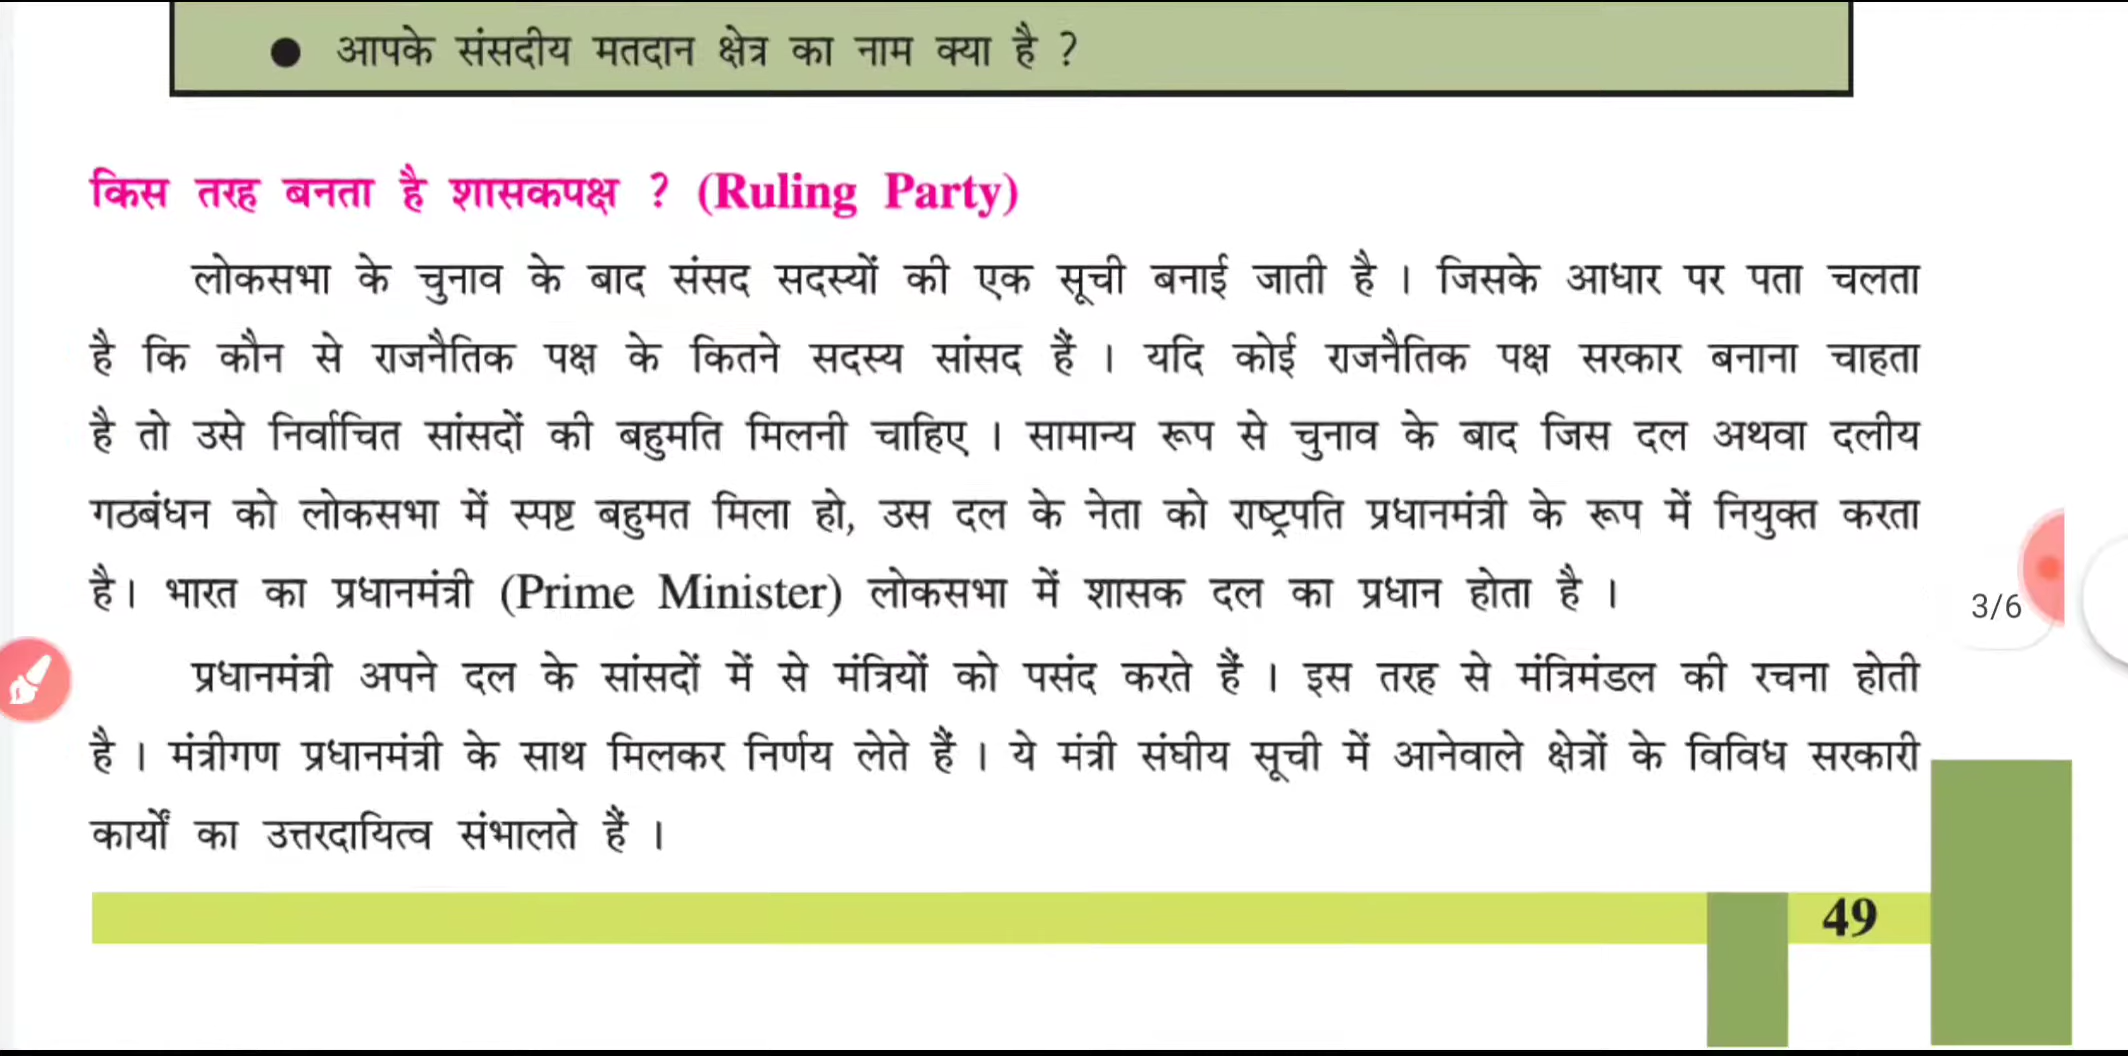 ● आपके संसदीय मतदान क्षेत्र का नाम क्या है ?
किस तरह बनता है शासकपक्ष ? (Ruling Party)
लोकसभा के चुनाव के बाद संसद सदस्यों की एक सूची बनाई जाती है । जिसके आधार पर पता चलता
है कि कौन से राजनैतिक पक्ष के कितने सदस्य सांसद हैं । यदि कोई राजनैतिक पक्ष सरकार बनाना चाहता
है तो उसे निर्वाचित सांसदों की बहुमति मिलनी चाहिए । सामान्य रूप से चुनाव के बाद जिस दल अथवा दलीय
गठबंधन को लोकसभा में स्पष्ट बहुमत मिला हो, उस दल के नेता को राष्ट्रपति प्रधानमंत्री के रूप में नियुक्त करता
है। भारत का प्रधानमंत्री (Prime Minister) लोकसभा में शासक दल का प्रधान होता है ।
3/6
प्रधानमंत्री अपने दल के सांसदों में से मंत्रियों को पसंद करते हैं । इस तरह से मंत्रिमंडल की रचना होती
है । मंत्रीगण प्रधानमंत्री के साथ मिलकर निर्णय लेते हैं । ये मंत्री संघीय सूची में आनेवाले क्षेत्रों के विविध सरकारी
कार्यों का उत्तरदायित्व संभालते हैं ।
49